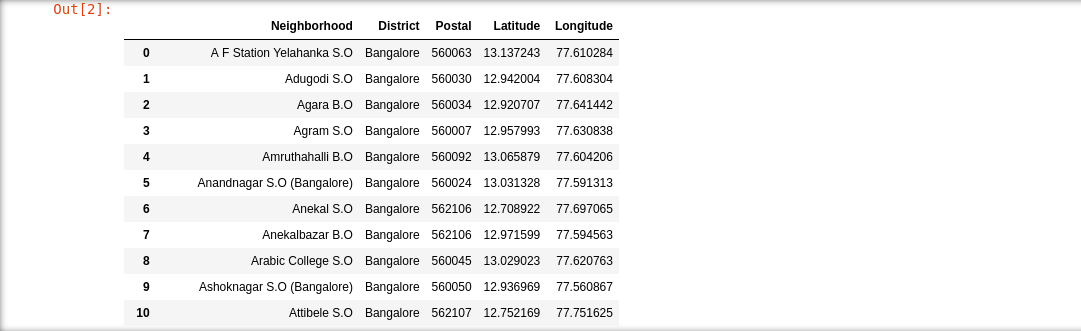 Out[2]:
Neighborhood District Postal Latitude Longitude
0 A F Station Yelahanka S.O Bangalore 560063 13.137243 77.610284
1 Adugodi S.O Bangalore 560030 12.942004 77.608304
2 Agara B.O Bangalore 560034 12.920707 77.641442
3 Agram S.O Bangalore 560007 12.957993 77.630838
4 Amruthahalli B.O Bangalore 560092 13.065879 77.604206
5 Anandnagar S.O (Bangalore) Bangalore 560024 13.031328 77.591313
6 Anekal S.O Bangalore 562106 12.708922 77.697065
7 Anekalbazar B.O Bangalore 562106 12.971599 77.594563
8 Arabic College S.O Bangalore 560045 13.029023 77.620763
9 Ashoknagar S.O (Bangalore) Bangalore 560050 12.936969 77.560867
10 Attibele S.O Bangalore 562107 12.752169 77.751625